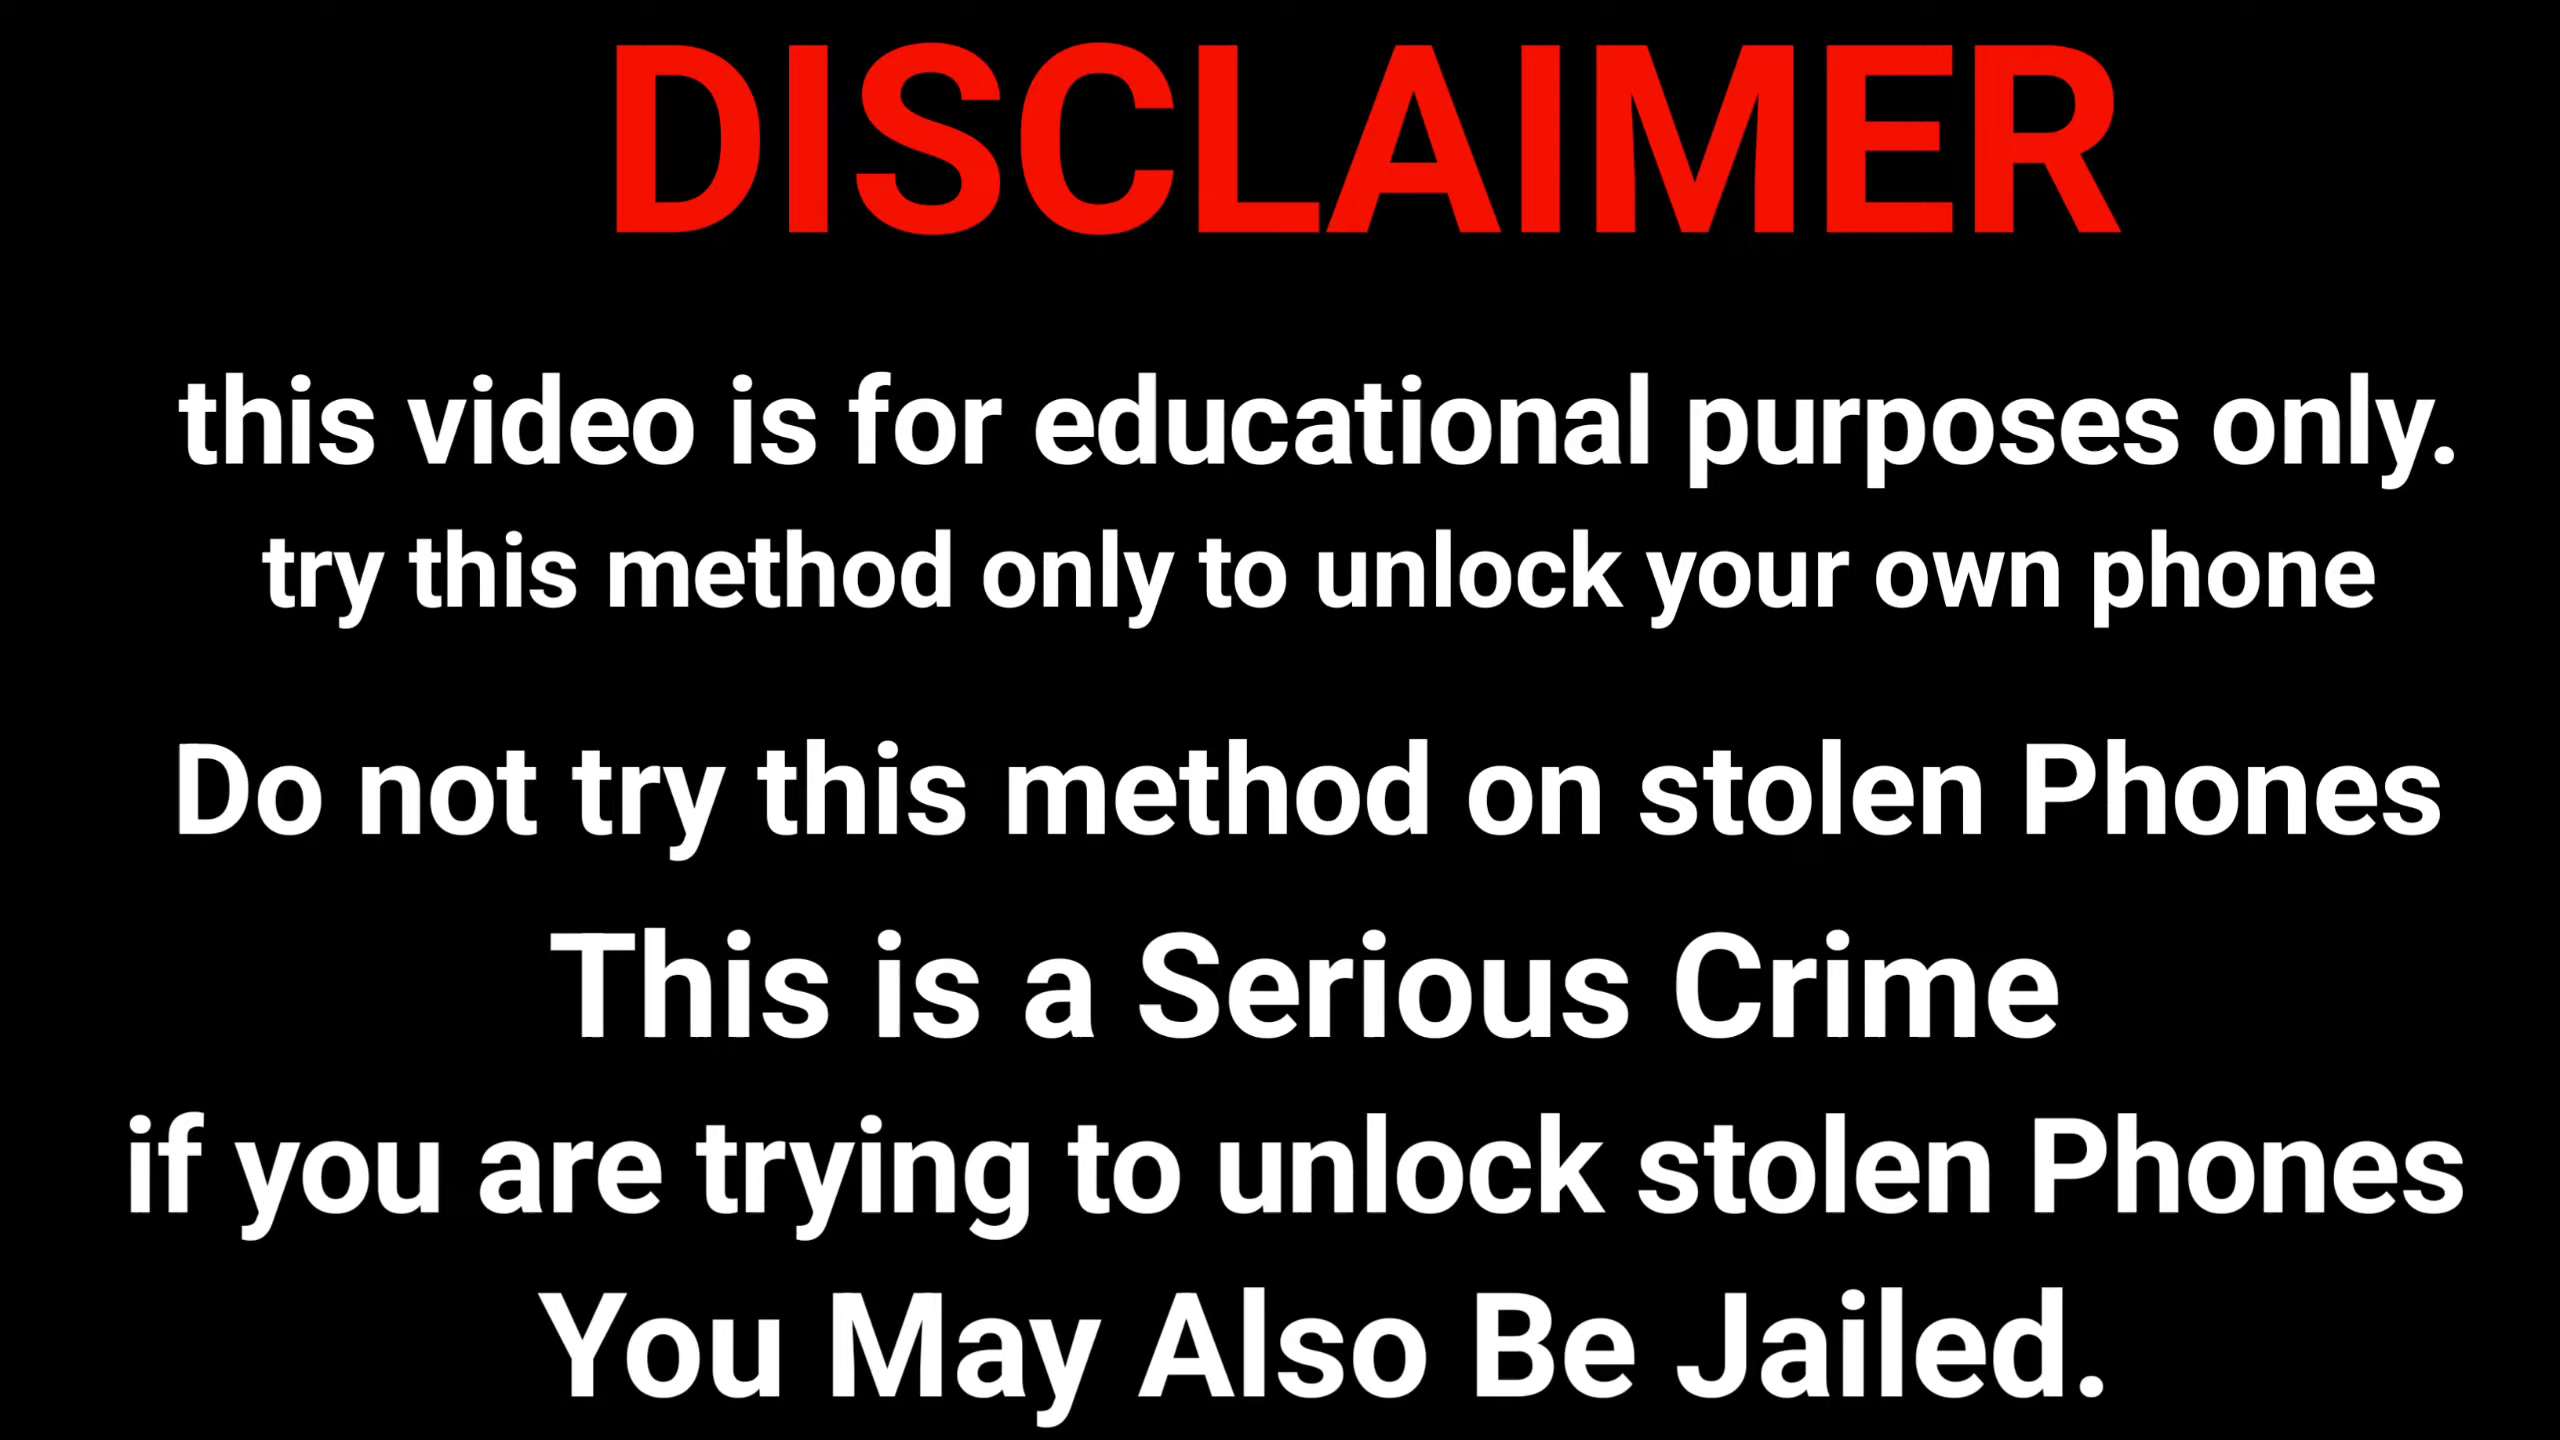 DISCLAIMER
this video is for educational purposes only.
try this method only to unlock your own phone
Do not try this method on stolen Phones
This is a Serious Crime
if you are trying to unlock stolen Phones
You May Also Be Jailed.